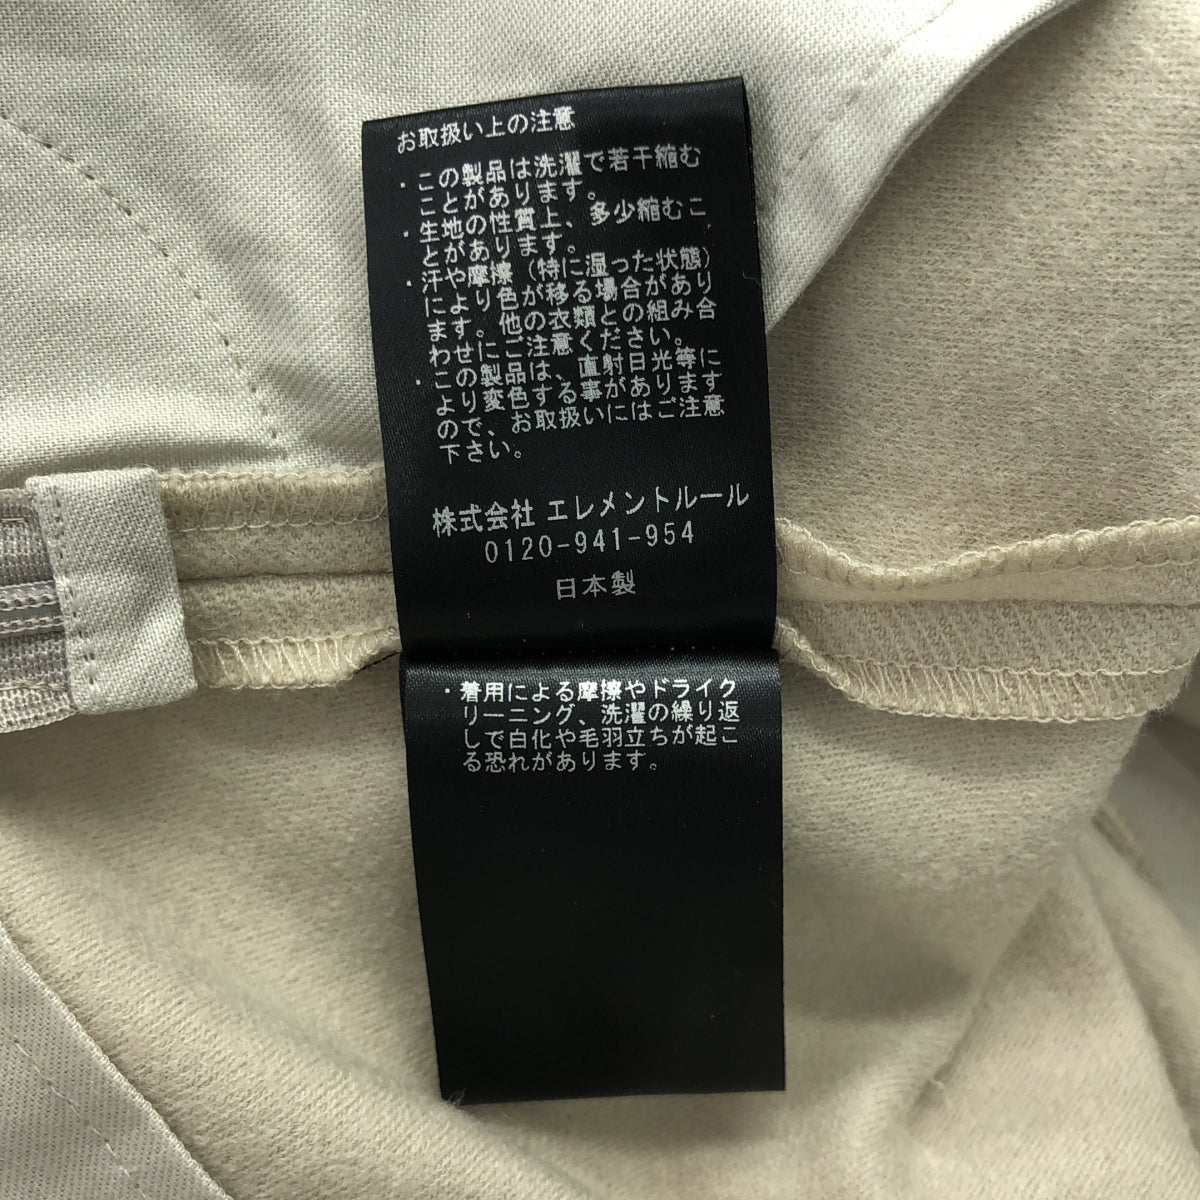 お取扱い上の注意
・この製品は洗濯で若干縮む
ことがあります。
・生地の性質上、多少縮むこ
とがあります。
・汗や摩擦（特に湿った状態）
により色が移る場合があり
ます。他の衣類との組み合
わせにご注意ください。
・この製品は、直射日光等に
より変色する事があります
ので、お取扱いにはご注意
下さい。
株式会社 エレメントルール
0120-941-954
日本製
・着用による摩擦やドライク
リーニング、洗濯の繰り返
しで白化や毛羽立ちが起こ
る恐れがあります。